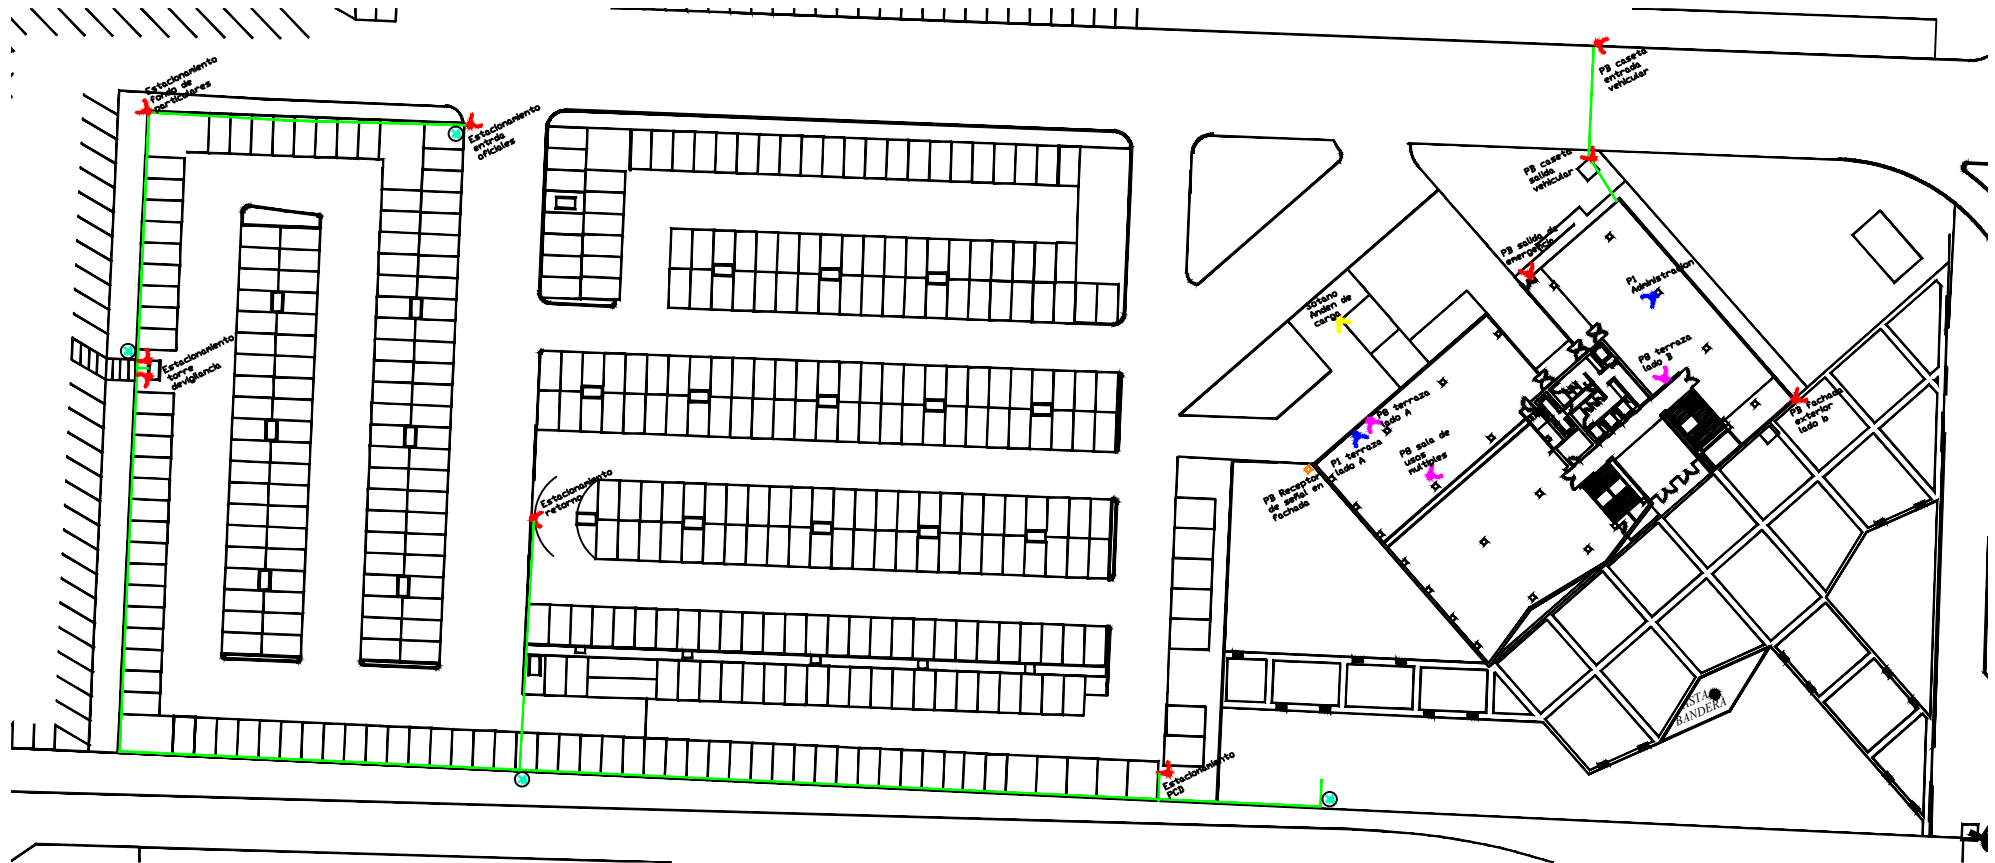 Estacionamiento
fondo de
particulares
Estacionamiento
entrda
oficiales
PB caseta
entrada
vehicular
PB caseta
salida
vehicular
PB salida de
emergencia
P1
Administracion
Sotano
Anden de
carga
PB terraza
lado B
Estacionamiento
torre
devigilancia
PB terraza
lado A
P1 terraza
lado A
PB sala de
usos
multiples
PB fachada
exterior
lado b
Estacionamiento
retorno
PB Receptor
de señal en
fachada
ASTA
BANDERA
Estacionamiento
PCD